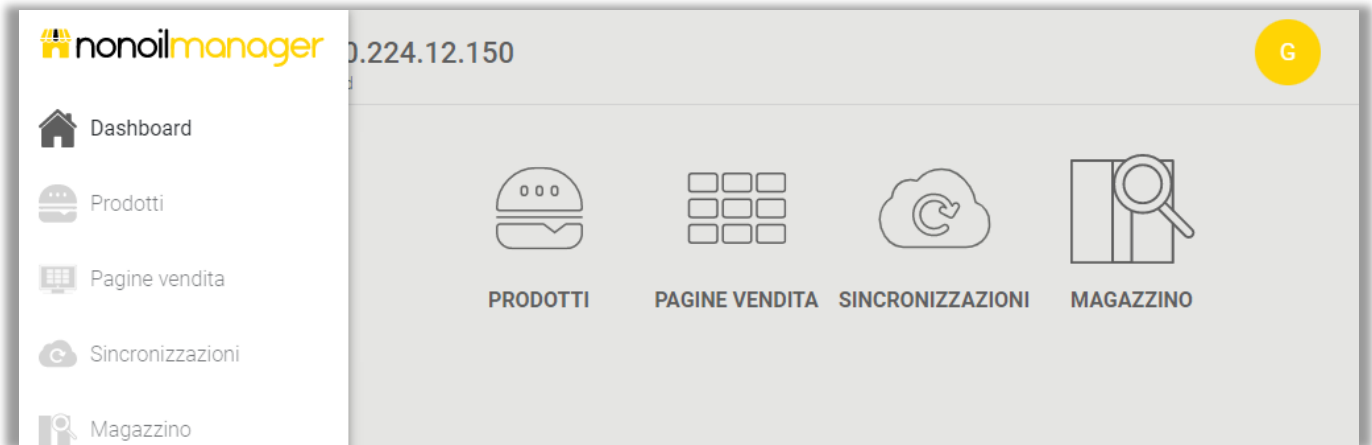 nonoilmanager
0.224.12.150
G
Dashboard
Prodotti
Pagine vendita
Sincronizzazioni
Magazzino
PRODOTTI
PAGINE VENDITA
SINCRONIZZAZIONI
MAGAZZINO